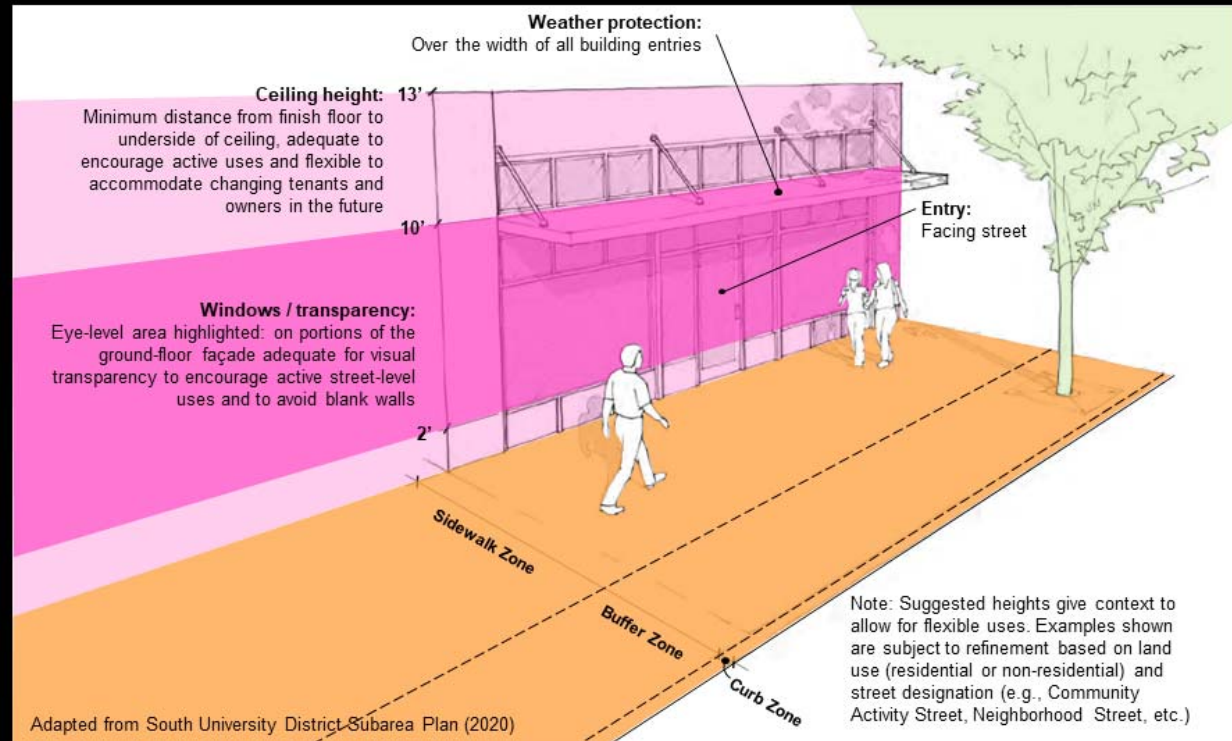 Weather protection:
Over the width of all building entries
Ceiling height: 13’
Minimum distance from finish floor to
underside of ceiling, adequate to
encourage active uses and flexible to
accommodate changing tenants and
owners in the future
10’
Entry:
Facing street
Windows / transparency:
Eye-level area highlighted: on portions of the
ground-floor façade adequate for visual
transparency to encourage active street-level
uses and to avoid blank walls
2’
Sidewalk Zone
Buffer Zone
Curb Zone
Note: Suggested heights give context to
allow for flexible uses. Examples shown
are subject to refinement based on land
use (residential or non-residential) and
street designation (e.g., Community
Activity Street, Neighborhood Street, etc.)
Adapted from South University District Subarea Plan (2020)